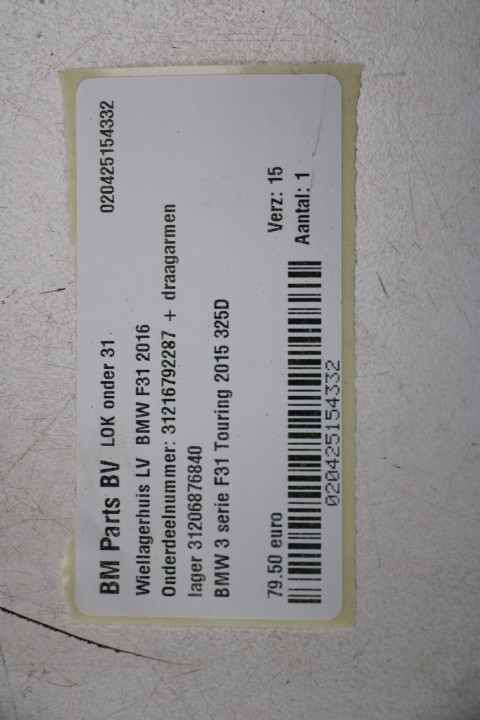 BM Parts BV LOK onder 31 020425154332
Wiellagerhuis LV BMW F31 2016
Onderdeelnummer: 31216792287 + draagarmen
lager 31206876840
BMW 3 serie F31 Touring 2015 325D
79.50 euro Verz: 15
Aantal: 1
020425154332